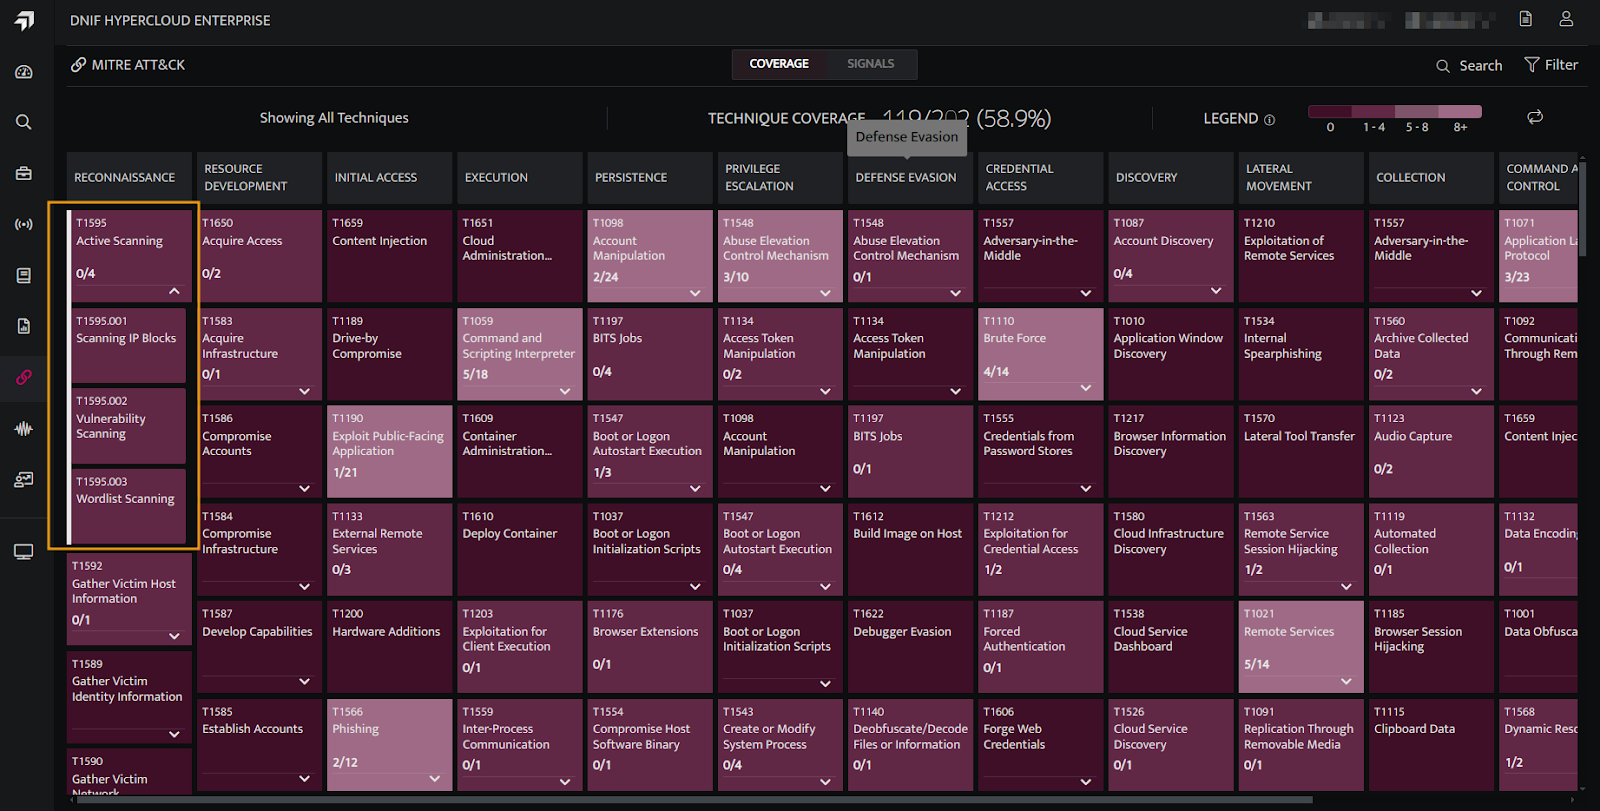 DNIF HYPERCLOUD ENTERPRISE
MITRE ATT&CK
COVERAGE
SIGNALS
Search
Filter
Showing All Techniques
TECHNIQUE COVERAGE
119/202 (58.9%)
LEGEND
0
1 - 4
5 - 8
8+
Defense Evasion
RECONNAISSANCE
RESOURCE
DEVELOPMENT
INITIAL ACCESS
EXECUTION
PERSISTENCE
PRIVILEGE
ESCALATION
DEFENSE EVASION
CREDENTIAL
ACCESS
DISCOVERY
LATERAL
MOVEMENT
COLLECTION
COMMAND A
CONTROL
T1595
Active Scanning
0/4
T1595.001
Scanning IP Blocks
T1595.002
Vulnerability
Scanning
T1595.003
Wordlist Scanning
T1592
Gather Victim Host
Information
0/1
T1589
Gather Victim
Identity Information
T1590
Gather Victim
Network
T1650
Acquire Access
0/2
T1583
Acquire
Infrastructure
0/1
T1586
Compromise
Accounts
T1584
Compromise
Infrastructure
T1587
Develop Capabilities
T1585
Establish Accounts
T1659
Content Injection
T1189
Drive-by
Compromise
T1190
Exploit Public-Facing
Application
1/21
T1133
External Remote
Services
0/3
T1200
Hardware Additions
T1566
Phishing
2/12
T1651
Cloud
Administration...
T1059
Command and
Scripting Interpreter
5/18
T1609
Container
Administration...
T1610
Deploy Container
T1203
Exploitation for
Client Execution
0/1
T1559
Inter-Process
Communication
0/1
T1098
Account
Manipulation
2/24
T1197
BITS Jobs
0/4
T1547
Boot or Logon
Autostart Execution
1/3
T1037
Boot or Logon
Initialization Scripts
T1176
Browser Extensions
0/1
T1554
Compromise Host
Software Binary
0/1
T1548
Abuse Elevation
Control Mechanism
3/10
T1134
Access Token
Manipulation
0/2
T1098
Account
Manipulation
T1547
Boot or Logon
Autostart Execution
0/4
T1037
Boot or Logon
Initialization Scripts
T1543
Create or Modify
System Process
0/4
T1548
Abuse Elevation
Control Mechanism
0/1
T1134
Access Token
Manipulation
T1197
BITS Jobs
0/1
T1612
Build Image on Host
T1622
Debugger Evasion
T1140
Deobfuscate/Decode
Files or Information
0/1
T1557
Adversary-in-the-
Middle
T1110
Brute Force
4/14
T1555
Credentials from
Password Stores
T1212
Exploitation for
Credential Access
1/2
T1187
Forced
Authentication
0/1
T1606
Forge Web
Credentials
T1087
Account Discovery
0/4
T1010
Application Window
Discovery
T1217
Browser Information
Discovery
T1580
Cloud Infrastructure
Discovery
T1538
Cloud Service
Dashboard
T1526
Cloud Service
Discovery
0/1
T1210
Exploitation of
Remote Services
T1534
Internal
Spearphishing
T1570
Lateral Tool Transfer
T1563
Remote Service
Session Hijacking
1/2
T1021
Remote Services
5/14
T1091
Replication Through
Removable Media
0/1
T1557
Adversary-in-the-
Middle
T1560
Archive Collected
Data
0/2
T1123
Audio Capture
0/2
T1119
Automated
Collection
0/1
T1185
Browser Session
Hijacking
T1115
Clipboard Data
T1071
Application La
Protocol
3/23
T1092
Communicati
Through Rem
T1659
Content Injec
T1132
Data Encoding
0/1
T1001
Data Obfusca
T1568
Dynamic Reso
1/2